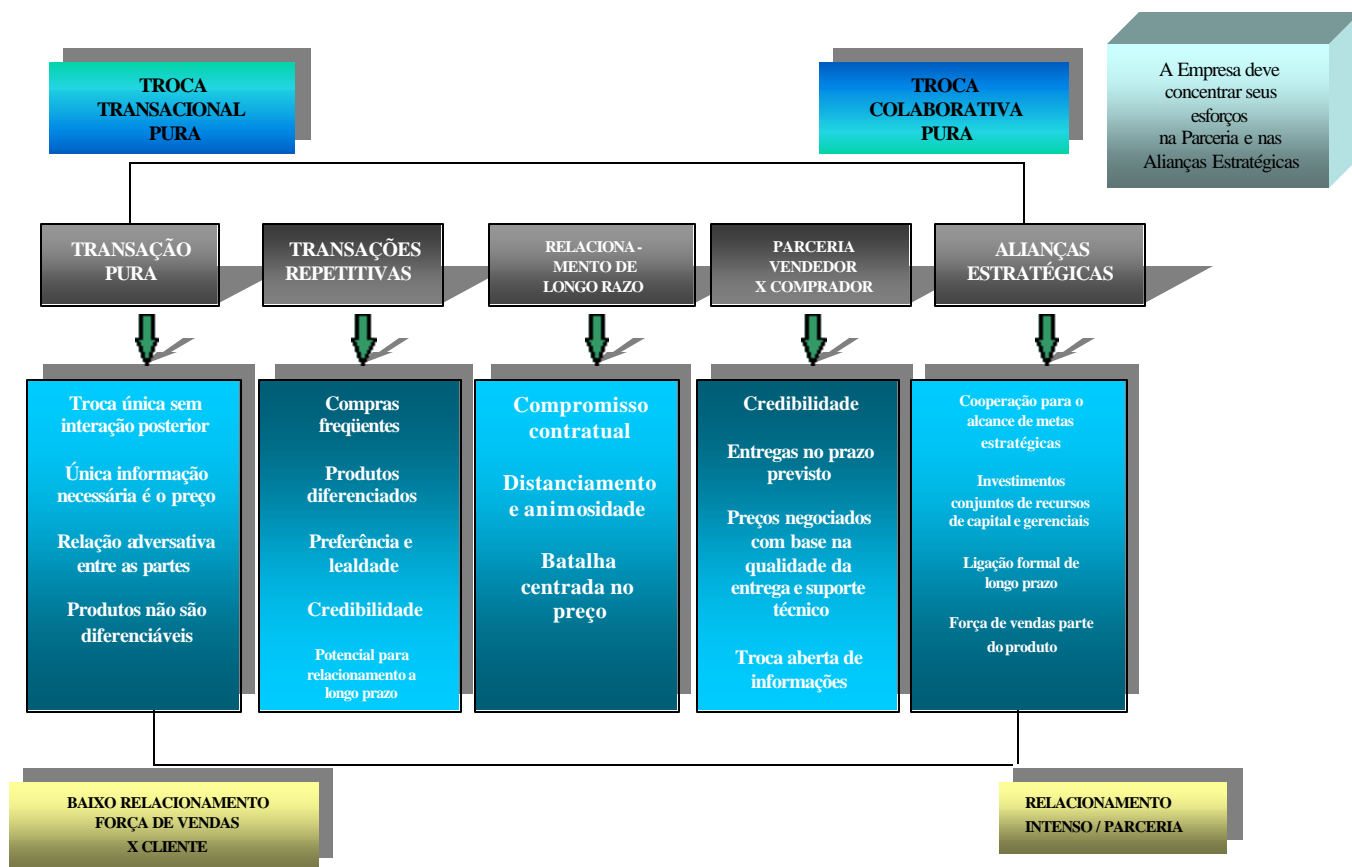 TROCA
TRANSACIONAL
PURA
TROCA
COLABORATIVA
PURA
A Empresa deve
concentrar seus
esforços
na Parceria e nas
Alianças Estratégicas
TRANSAÇÃO
PURA
TRANSAÇÕES
REPETITIVAS
RELACIONA -
MENTO DE
LONGO RAZO
PARCERIA
VENDEDOR
X COMPRADOR
ALIANÇAS
ESTRATÉGICAS
Troca única sem
interação posterior
Única informação
necessária é o preço
Relação adversativa
entre as partes
Produtos não são
diferenciáveis
Compras
freqüentes
Produtos
diferenciados
Preferência e
lealdade
Credibilidade
Potencial para
relacionamento a
longo prazo
Compromisso
contratual
Distanciamento
e animosidade
Batalha
centrada no
preço
Credibilidade
Entregas no prazo
previsto
Preços negociados
com base na
qualidade da
entrega e suporte
técnico
Troca aberta de
informações
Cooperação para o
alcance de metas
estratégicas
Investimentos
conjuntos de recursos
de capital e gerenciais
Ligação formal de
longo prazo
Força de vendas parte
do produto
BAIXO RELACIONAMENTO
FORÇA DE VENDAS
X CLIENTE
RELACIONAMENTO
INTENSO / PARCERIA